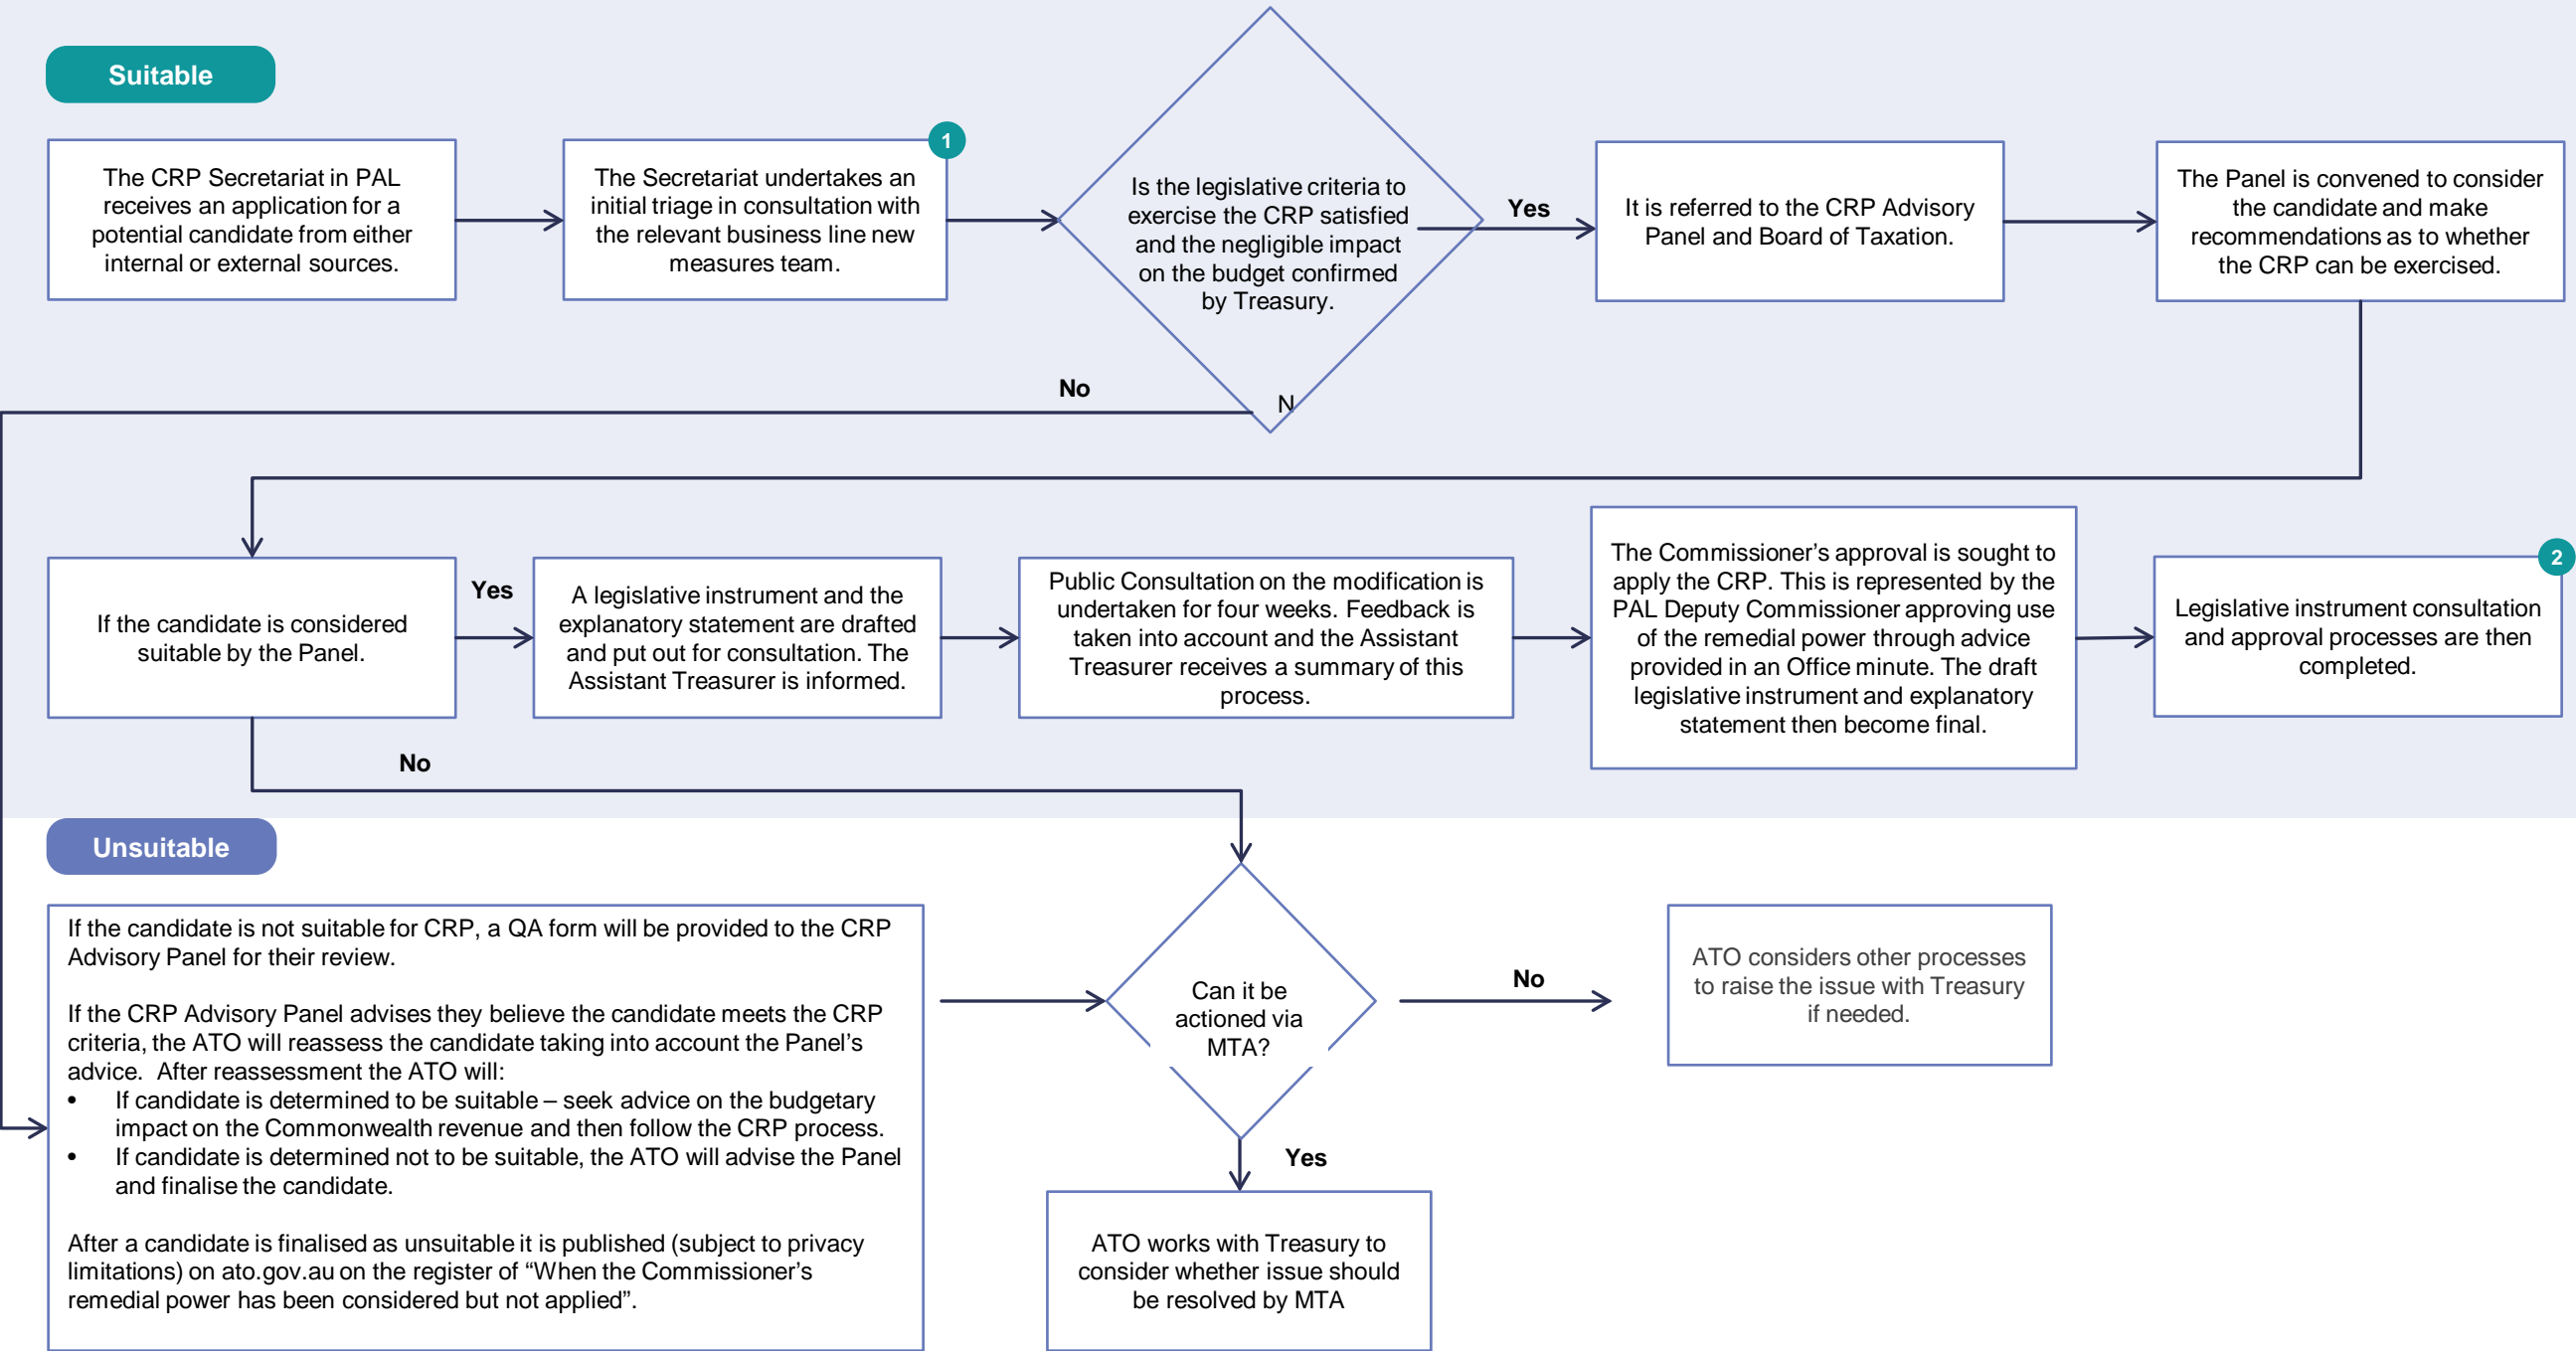 Suitable
The CRP Secretariat in PAL
receives an application for a
potential candidate from either
internal or external sources.
1
The Secretariat undertakes an
initial triage in consultation with
the relevant business line new
measures team.
Is the legislative criteria to
exercise the CRP satisfied
and the negligible impact
on the budget confirmed
by Treasury.
Yes
It is referred to the CRP Advisory
Panel and Board of Taxation.
The Panel is convened to consider
the candidate and make
recommendations as to whether
the CRP can be exercised.
No
N
If the candidate is considered
suitable by the Panel.
Yes
A legislative instrument and the
explanatory statement are drafted
and put out for consultation. The
Assistant Treasurer is informed.
Public Consultation on the modification is
undertaken for four weeks. Feedback is
taken into account and the Assistant
Treasurer receives a summary of this
process.
The Commissioner’s approval is sought to
apply the CRP. This is represented by the
PAL Deputy Commissioner approving use
of the remedial power through advice
provided in an Office minute. The draft
legislative instrument and explanatory
statement then become final.
2
Legislative instrument consultation
and approval processes are then
completed.
No
Unsuitable
If the candidate is not suitable for CRP, a QA form will be provided to the CRP
Advisory Panel for their review.
If the CRP Advisory Panel advises they believe the candidate meets the CRP
criteria, the ATO will reassess the candidate taking into account the Panel’s
advice.  After reassessment the ATO will:
• If candidate is determined to be suitable – seek advice on the budgetary
impact on the Commonwealth revenue and then follow the CRP process.
• If candidate is determined not to be suitable, the ATO will advise the Panel
and finalise the candidate.
After a candidate is finalised as unsuitable it is published (subject to privacy
limitations) on ato.gov.au on the register of “When the Commissioner’s
remedial power has been considered but not applied”.
Can it be
actioned via
MTA?
No
ATO considers other processes
to raise the issue with Treasury
if needed.
Yes
ATO works with Treasury to
consider whether issue should
be resolved by MTA